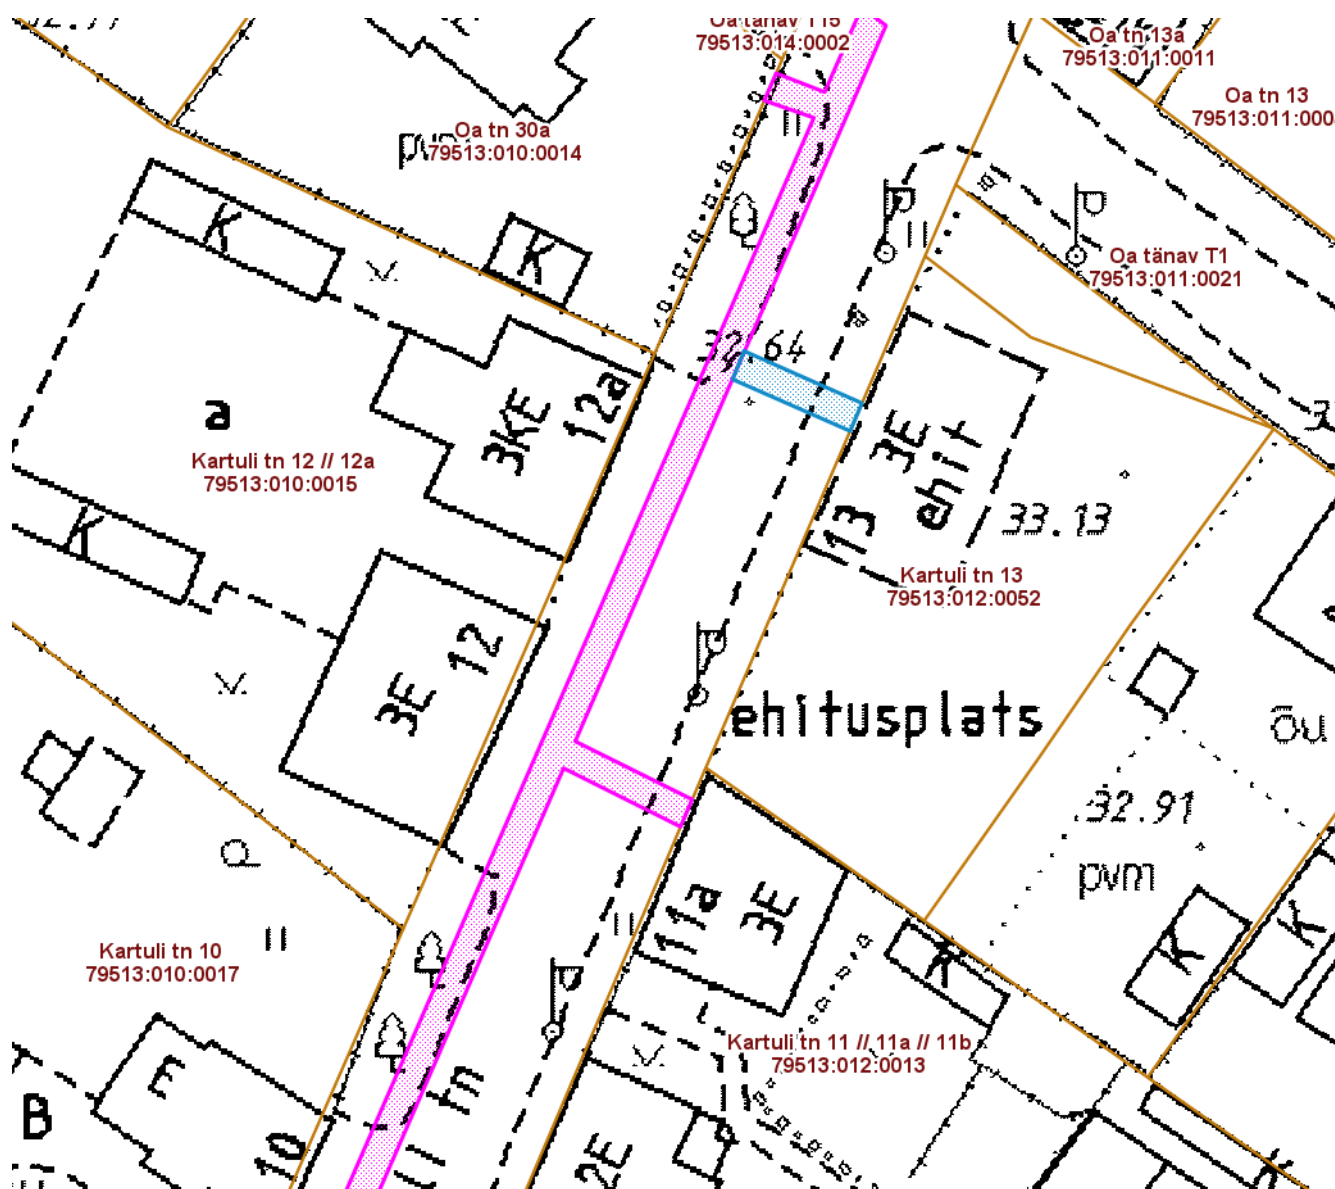 Oa tänav T15
79513:014:0002
Oa tn 13a
79513:011:0011
Oa tn 13
79513:011:000
Oa tn 30a
79513:010:0014
K
K
Oa tänav T1
79513:011:0021
32.64
a
3KE
12a
3E
ehit
13
33.13
Kartuli tn 12 // 12a
79513:010:0015
K
Kartuli tn 13
79513:012:0052
3E
12
ehitusplats
õu
32.91
pvm
11a
3E
K
K
K
Kartuli tn 10
79513:010:0017
Kartuli tn 11 // 11a // 11b
79513:012:0013
E
B
tn
10
2E